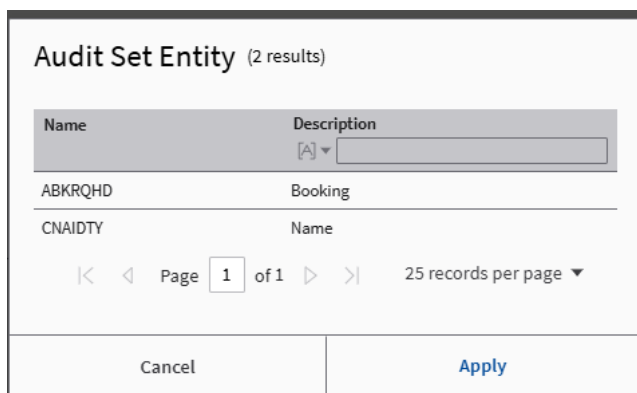 Audit Set Entity (2 results)
Name Description
[A]
ABKRQHD Booking
CNAIDTY Name
Page 1 of 1 25 records per page
Cancel Apply